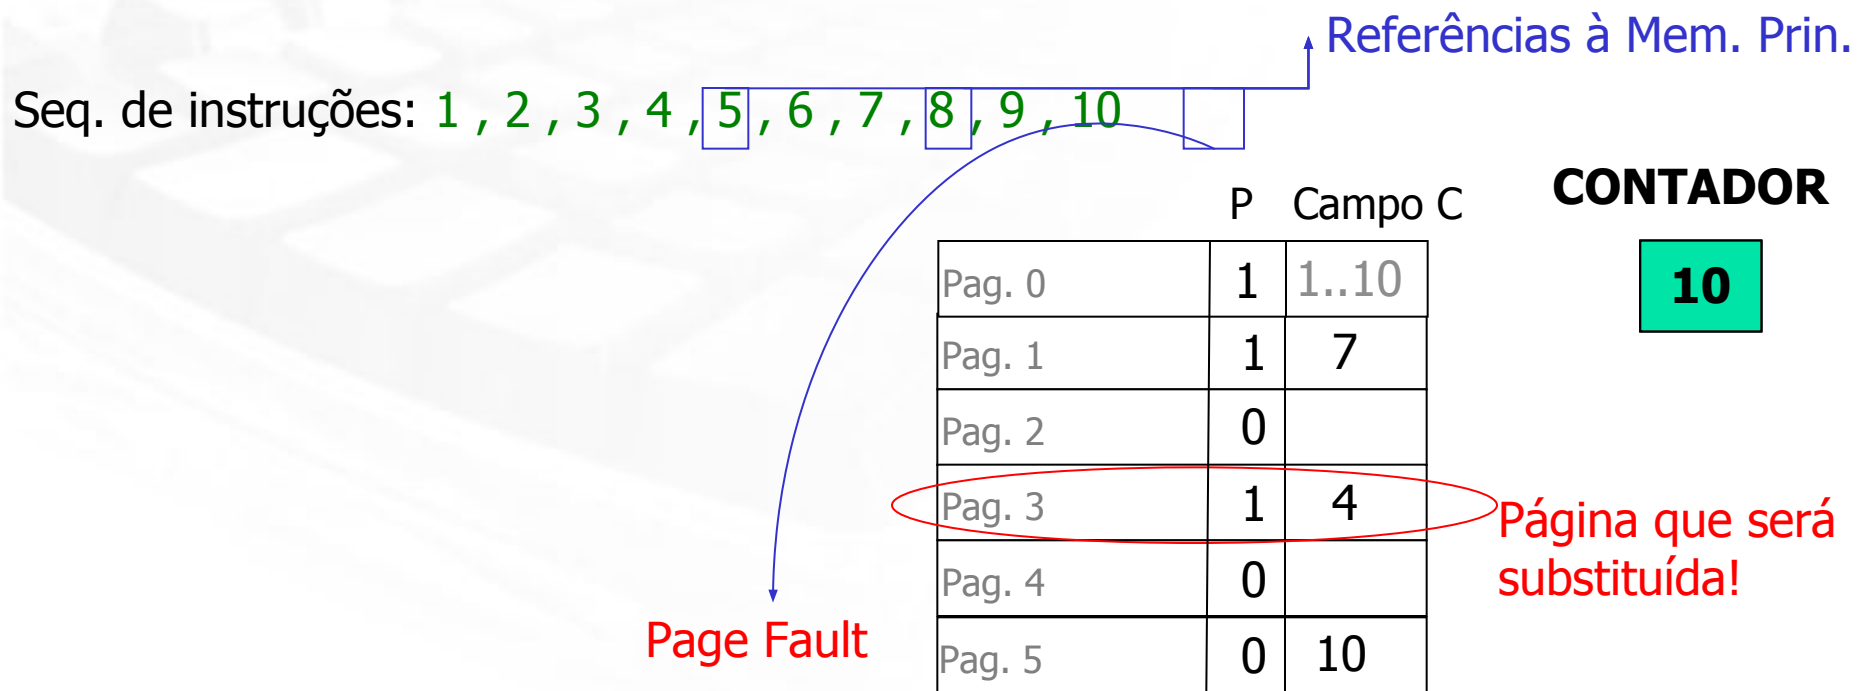 Referências à Mem. Prin.
Seq. de instruções: 1 , 2 , 3 , 4 , 5 , 6 , 7 , 8 , 9 , 10
P Campo C
CONTADOR
Pag. 0 1 1..10
10
Pag. 1 1 7
Pag. 2 0
Pag. 3 1 4
Página que será
substituída!
Pag. 4 0
Page Fault
Pag. 5 0 10